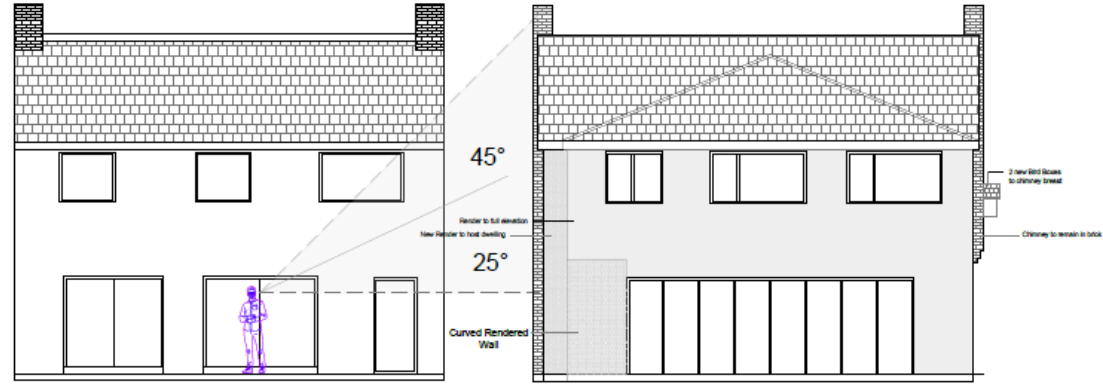 45°
25°
Render to full elevation
New Render to host dwelling
Curved Rendered
Wall
2 new Bird Boxes
to chimney breast
Chimney to remain in brick